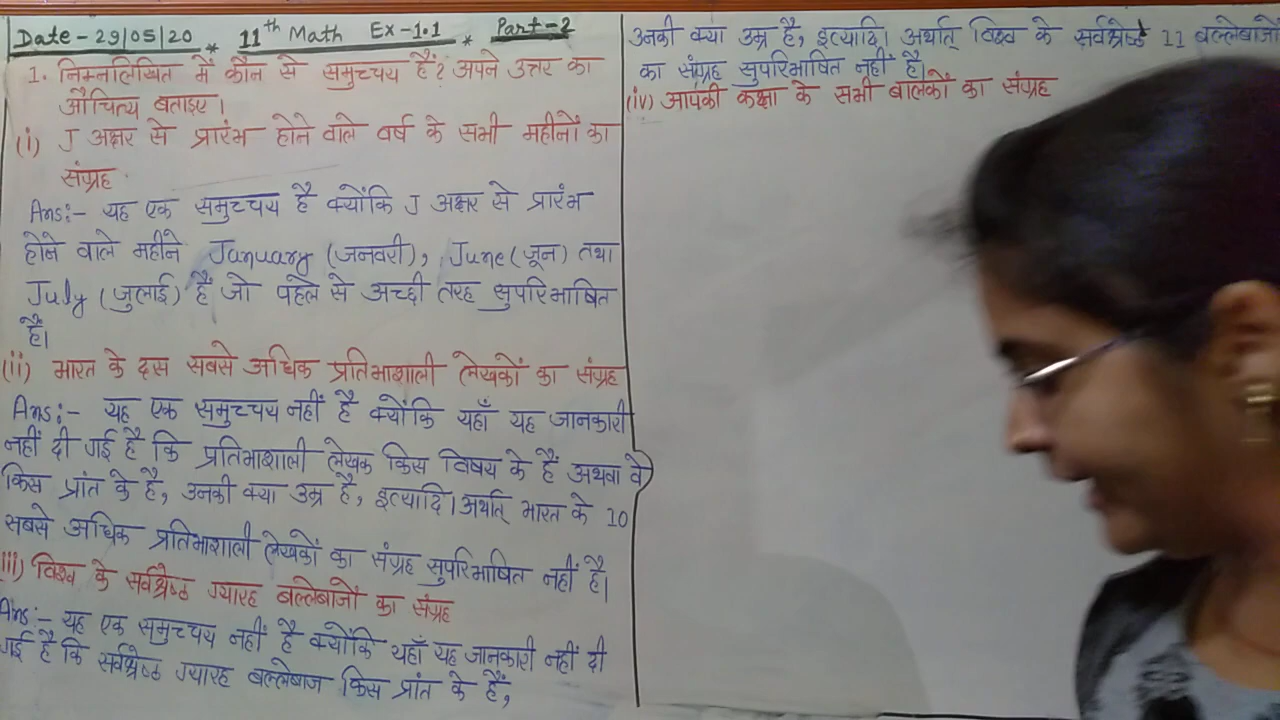 Date - 29/05/20 * 11th Math Ex-1.1 * Part-2
1. निम्नलिखित में कौन से समुच्चय हैं? अपने उत्तर का
औचित्य बताइए।
(i) J अक्षर से प्रारंभ होने वाले वर्ष के सभी महीनों का
संग्रह
Ans:- यह एक समुच्चय है क्योंकि J अक्षर से प्रारंभ
होने वाले महीने January (जनवरी), June (जून) तथा
July (जुलाई) हैं जो पहले से अच्छी तरह सुपरिभाषित
है।
(ii) भारत के दस सबसे अधिक प्रतिभाशाली लेखकों का संग्रह
Ans:- यह एक समुच्चय नहीं है क्योंकि यहाँ यह जानकारी
नहीं दी गई है कि प्रतिभाशाली लेखक किस विषय के हैं अथवा वे
किस प्रांत के है, उनकी क्या उम्र है, इत्यादि। अर्थात् भारत के 10
सबसे अधिक प्रतिभाशाली लेखकों का संग्रह सुपरिभाषित नहीं है।
(iii) विश्व के सर्वश्रेष्ठ ग्यारह बल्लेबाजों का संग्रह
Ans:- यह एक समुच्चय नहीं है क्योंकि यहाँ यह जानकारी नहीं दी
गई है कि सर्वश्रेष्ठ ग्यारह बल्लेबाज किस प्रांत के हैं,
उनकी क्या उम्र है, इत्यादि। अर्थात् विश्व के सर्वश्रेष्ठ 11 बल्लेबाजों
का संग्रह सुपरिभाषित नहीं है।
(iv) आपकी कक्षा के सभी बालकों का संग्रह